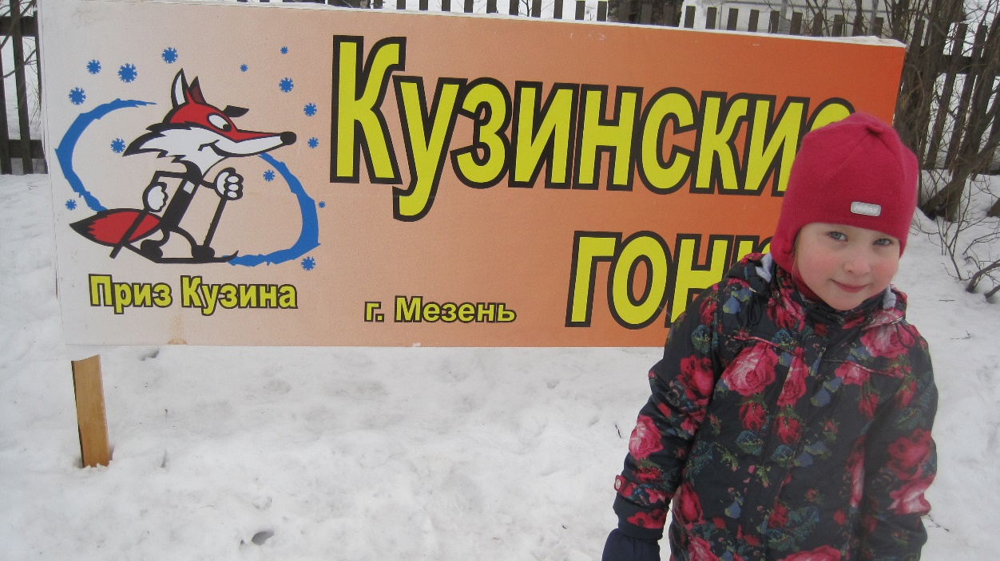 Кузинские
гон
Приз Кузина
г. Мезень